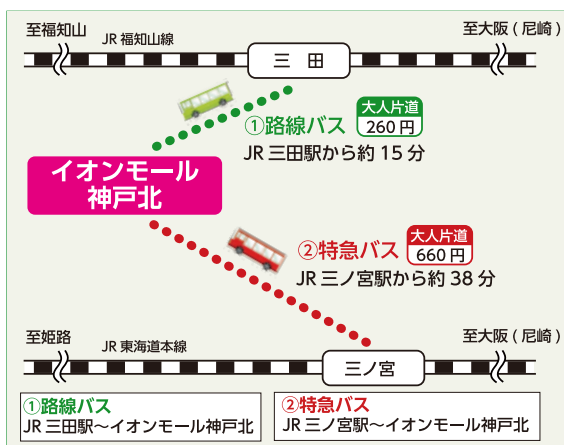 至福知山
JR 福知山線
至大阪 ( 尼崎 )
三 田
①路線バス
大人片道
260 円
JR 三田駅から約 15 分
イオンモール
神戸北
②特急バス
大人片道
660 円
JR 三ノ宮駅から約 38 分
至姫路
JR 東海道本線
至大阪 ( 尼崎 )
三ノ宮
①路線バス
JR 三田駅〜イオンモール神戸北
②特急バス
JR 三ノ宮駅〜イオンモール神戸北